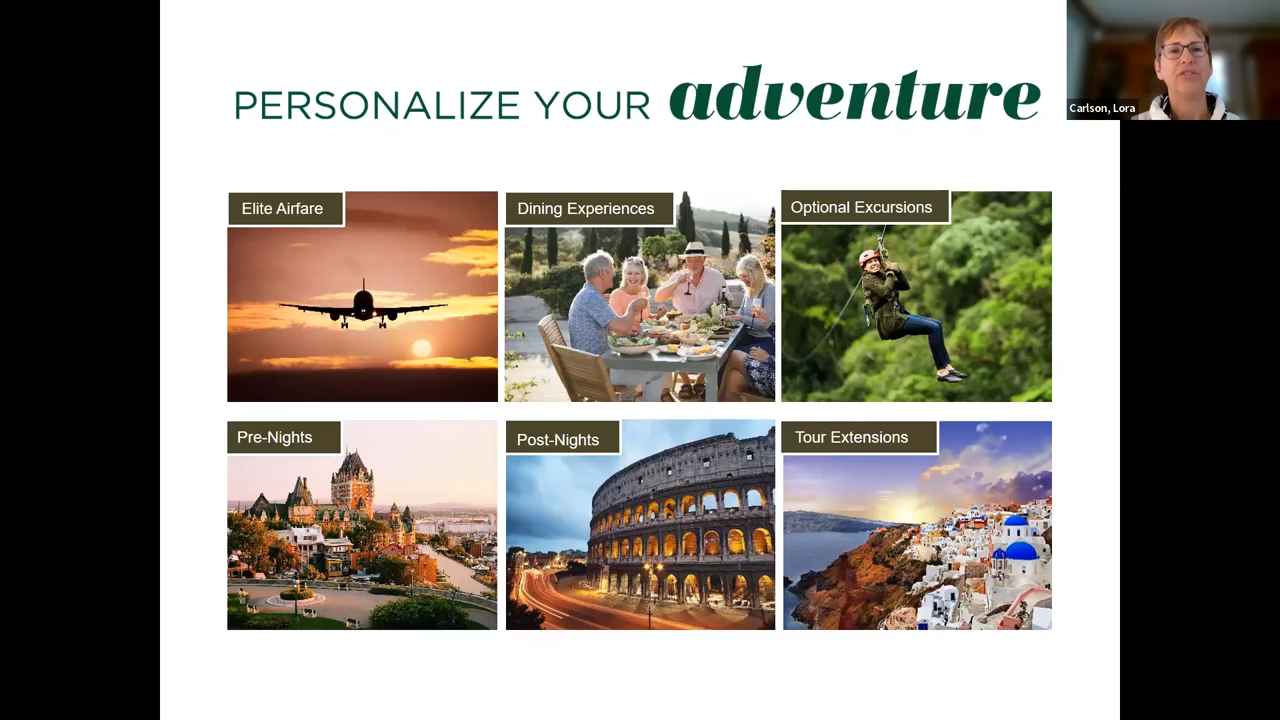 PERSONALIZE YOUR adventure
Carlson, Lora
Elite Airfare
Dining Experiences
Optional Excursions
Pre-Nights
Post-Nights
Tour Extensions